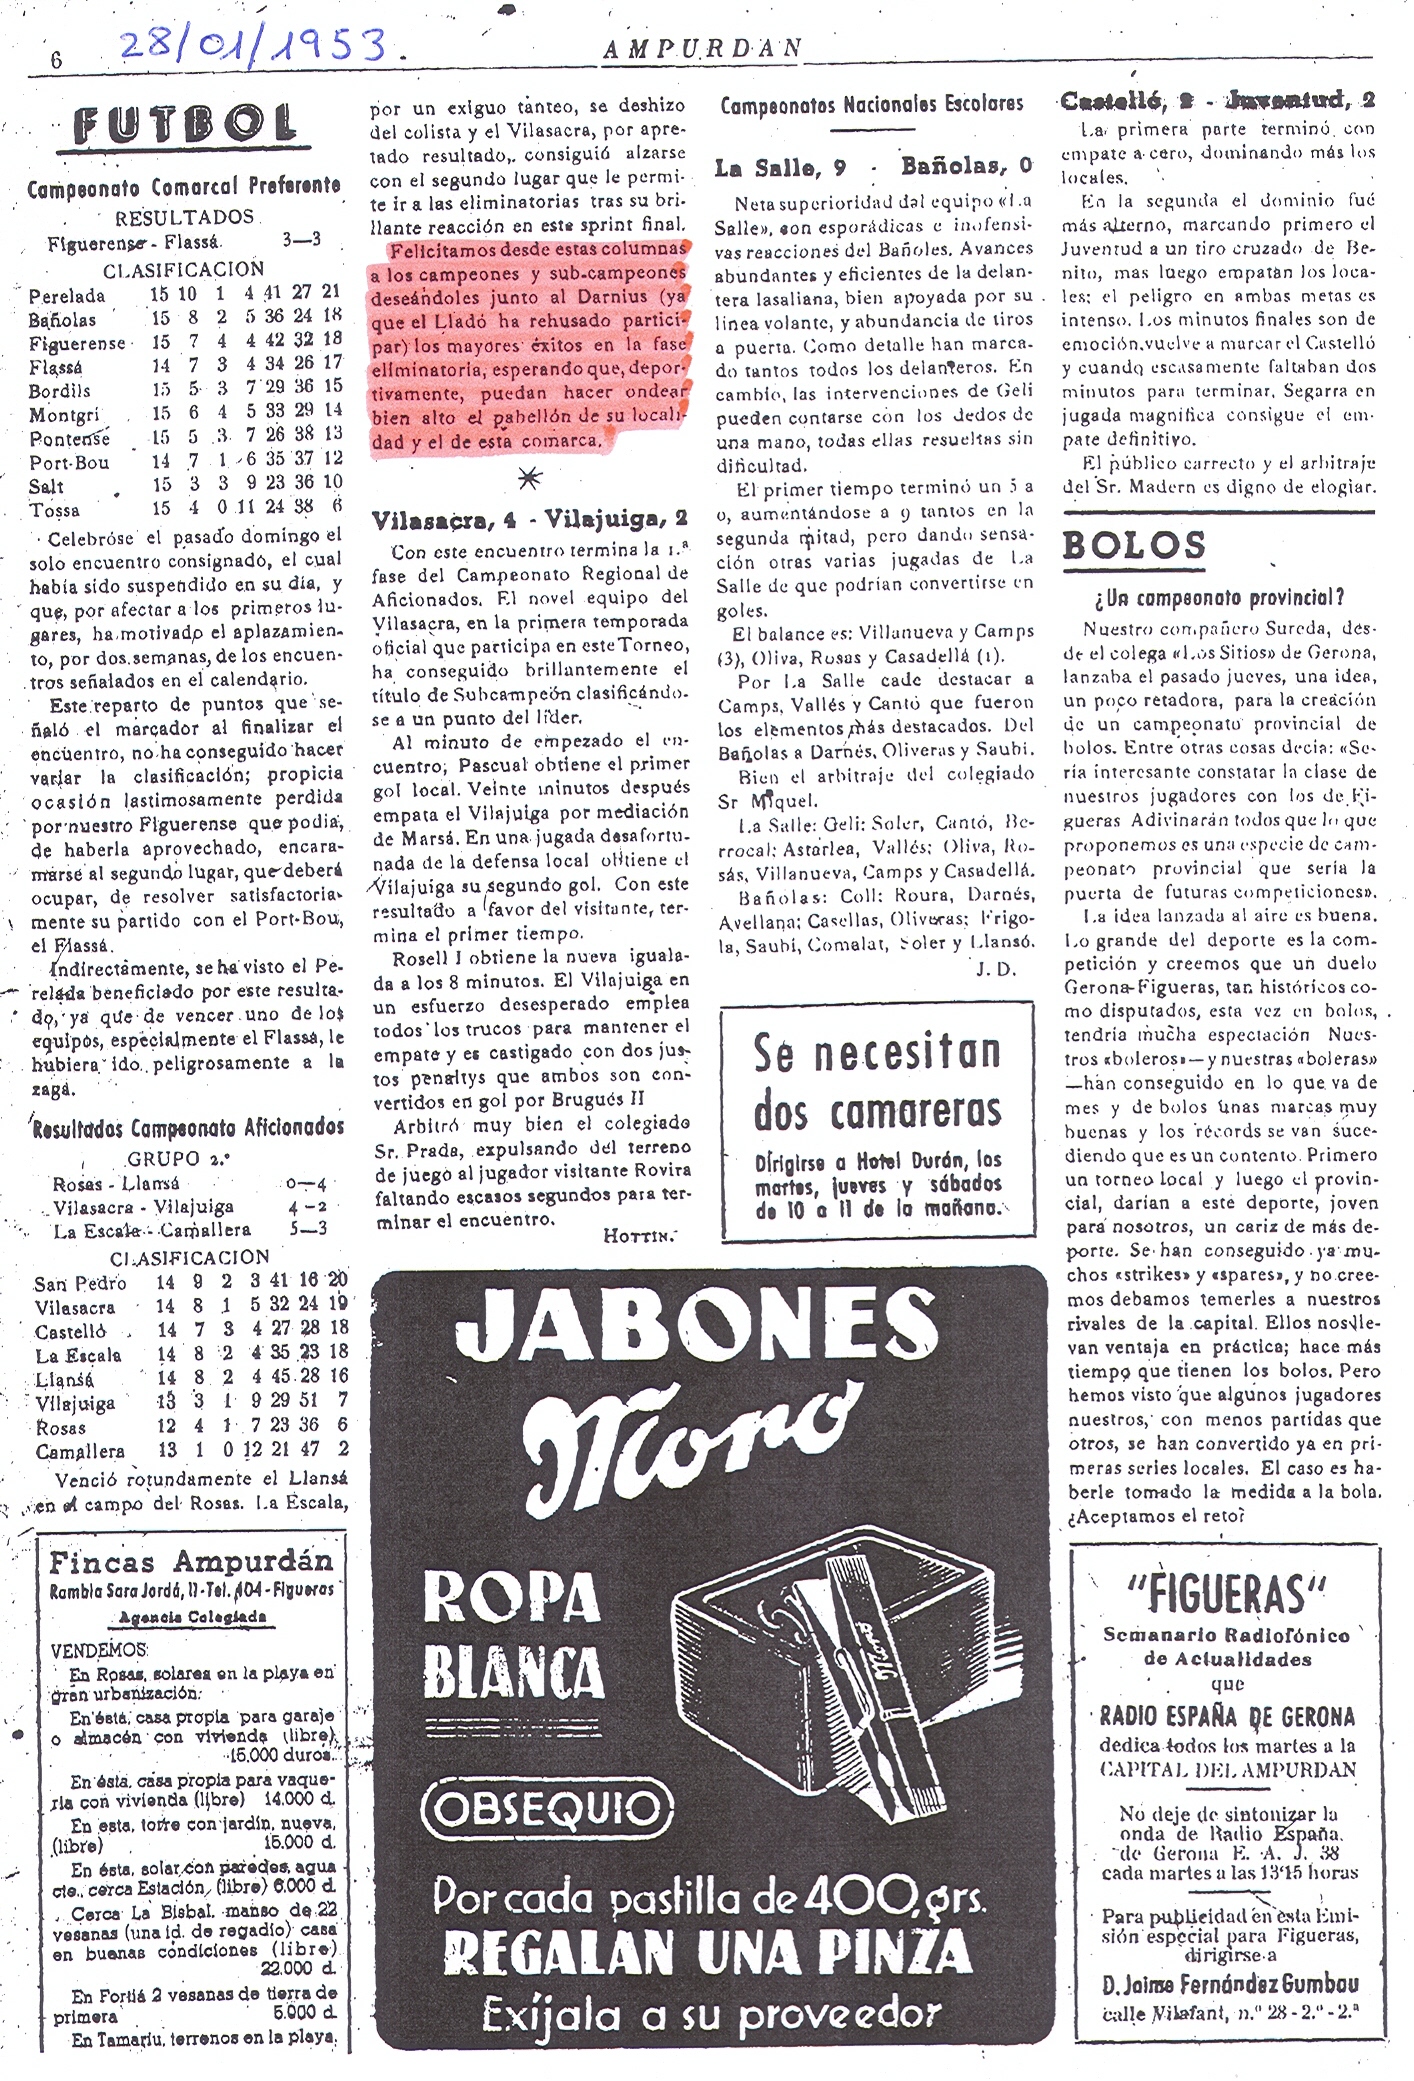 6
28/01/1953.
AMPURDAN
FUTBOL
Campeonato Comarcal Preferente
RESULTADOS
Figuerense - Flassá. 3—3
CLASIFICACION
Perelada 15 10 1 4 41 27 21
Bañolas 15 8 2 5 36 24 18
Figuerense 15 7 4 4 42 32 18
Flassá 14 7 3 4 34 26 17
Bordils 15 5 3 7 29 36 15
Montgri 15 6 4 5 33 29 14
Pontense 15 5 3 7 26 38 13
Port-Bou 14 7 1 6 35 37 12
Salt 15 3 3 9 23 36 10
Tossa 15 4 0 11 24 38 6
Celebróse el pasado domingo el
solo encuentro consignado, el cual
había sido suspendido en su día, y
que, por afectar a los primeros lu-
gares, ha motivado el aplazamien-
to, por dos semanas, de los encuen-
tros señalados en el calendario.
Este reparto de puntos que se-
ñaló el marcador al finalizar el
encuentro, no ha conseguido hacer
variar la clasificación; propicia
ocasión lastimosamente perdida
por nuestro Figuerense que podia,
de haberla aprovechado, encara-
marse al segundo lugar, que deberá
ocupar, de resolver satisfactoria-
mente su partido con el Port-Bou,
el Flassá.
Indirectamente, se ha visto el Pe-
relada beneficiado por este resulta-
do, ya que de vencer uno de los
equipos, especialmente el Flassá, le
hubiera ido peligrosamente a la
zaga.
Resultados Campeonato Aficionados
GRUPO 2.º
Rosas - Llansá 0—4
Vilasacra - Vilajuiga 4—2
La Escala - Camallera 5—3
CLASIFICACION
San Pedro 14 9 2 3 41 16 20
Vilasacra 14 8 1 5 32 24 19
Castelló 14 7 3 4 27 28 18
La Escala 14 8 2 4 35 23 18
Llansá 14 8 2 4 45 28 16
Vilajuiga 13 3 1 9 29 51 7
Rosas 12 4 1 7 23 36 6
Camallera 13 1 0 12 21 47 2
Venció rotundamente el Llansá
en el campo del Rosas. La Escala,
Fincas Ampurdán
Rambla Sara Jordá, 11-Tel. 404-Figueras
Agencia Colegiada
VENDEMOS:
En Rosas, solares en la playa en
gran urbanización.
En ésta, casa propia para garaje
o almacén con vivienda (libre),
15.000 duros.
En ésta, casa propia para vaque-
ria con vivienda (libre) 14.000 d.
En esta, torre con jardín, nueva,
(libre) 15.000 d.
En ésta, solar con paredes, agua
cte., cerca Estación, (libre) 6.000 d.
Cerca La Bisbal, manso de 22
vesanas (una id. de regadío) casa
en buenas condiciones (libre)
22.000 d.
En Fortiá 2 vesanas de tierra de
primera 5.000 d.
En Tamariu, terrenos en la playa.
por un exiguo tanteo, se deshizo
del colista y el Vilasacra, por apre-
tado resultado, consiguió alzarse
con el segundo lugar que le permi-
te ir a las eliminatorias tras su bri-
llante reacción en este sprint final.
Felicitamos desde estas columnas
a los campeones y sub-campeones
deseándoles junto al Darnius (ya
que el Lladó ha rehusado partici-
par) los mayores éxitos en la fase
eliminatoria, esperando que, depor-
tivamente, puedan hacer ondear
bien alto el pabellón de su locali-
dad y el de esta comarca.
Vilasacra, 4 - Vilajuiga, 2
Con este encuentro termina la 1.ª
fase del Campeonato Regional de
Aficionados. El novel equipo del
Vilasacra, en la primera temporada
oficial que participa en este Torneo,
ha conseguido brillantemente el
título de Subcampeón clasificándo-
se a un punto del líder.
Al minuto de empezado el en-
cuentro, Pascual obtiene el primer
gol local. Veinte minutos después
empata el Vilajuiga por mediación
de Marsá. En una jugada desafortu-
nada de la defensa local obtiene el
Vilajuiga su segundo gol. Con este
resultado a favor del visitante, ter-
mina el primer tiempo.
Rosell I obtiene la nueva iguala-
da a los 8 minutos. El Vilajuiga en
un esfuerzo desesperado emplea
todos los trucos para mantener el
empate y es castigado con dos jus-
tos penaltys que ambos son con-
vertidos en gol por Brugués II
Arbitró muy bien el colegiado
Sr. Prada, expulsando del terreno
de juego al jugador visitante Rovira
faltando escasos segundos para ter-
minar el encuentro.
HOTTIN.
Campeonatos Nacionales Escolares
La Salle, 9 - Bañolas, 0
Neta superioridad dal equipo «La
Salle», con esporádicas e inofensi-
vas reacciones del Bañoles. Avances
abundantes y eficientes de la delan-
tera lasaliana, bien apoyada por su
linea volante, y abundancia de tiros
a puerta. Como detalle han marca-
do tantos todos los delanteros. En
cambio, las intervenciones de Geli
pueden contarse con los dedos de
una mano, todas ellas resueltas sin
dificultad.
El primer tiempo terminó un 5 a
0, aumentándose a 9 tantos en la
segunda mitad, pero dando sensa-
ción otras varias jugadas de La
Salle de que podrían convertirse en
goles.
El balance es: Villanueva y Camps
(3), Oliva, Rosas y Casadellá (1).
Por La Salle cade destacar a
Camps, Vallés y Cantó que fueron
los elementos más destacados. Del
Bañolas a Darnés, Oliveras y Saubi.
Bien el arbitraje del colegiado
Sr Miquel.
La Salle: Geli: Soler, Cantó, Be-
rrocal; Astarlea, Vallés; Oliva, Ro-
sás, Villanueva, Camps y Casadellá.
Bañolas: Coll: Roura, Darnés,
Avellana; Casellas, Oliveras; Frigo-
la, Saubi, Comalat, Soler y Llansó.
J. D.
Se necesitan
dos camareras
Dirigirse a Hotel Durán, los
martes, jueves y sábados
de 10 a 11 de la mañana.
JABONES
Mono
ROPA
BLANCA
OBSEQUIO
Por cada pastilla de 400, grs.
REGALAN UNA PINZA
Exíjala a su proveedor
Castelló, 2 - Juventud, 2
La primera parte terminó con
empate a cero, dominando más los
locales.
En la segunda el dominio fué
más alterno, marcando primero el
Juventud a un tiro cruzado de Be-
nito, mas luego empatan los loca-
les; el peligro en ambas metas es
intenso. Los minutos finales son de
emoción, vuelve a marcar el Castelló
y cuando escasamente faltaban dos
minutos para terminar, Segarra en
jugada magnífica consigue el em-
pate definitivo.
El público carrecto y el arbitraje
del Sr. Madern es digno de elogiar.
BOLOS
¿Un campeonato provincial?
Nuestro compañero Sureda, des-
de el colega «Los Sitios» de Gerona,
lanzaba el pasado jueves, una idea,
un poco retadora, para la creación
de un campeonato provincial de
bolos. Entre otras cosas decia: «Se-
ría interesante constatar la clase de
nuestros jugadores con los de Fi-
gueras Adivinarán todos que lo que
proponemos es una especie de cam-
peonato provincial que sería la
puerta de futuras competiciones».
La idea lanzada al aire es buena.
Lo grande del deporte es la com-
petición y creemos que un duelo
Gerona-Figueras, tan históricos co-
mo disputados, esta vez en bolos,
tendría mucha espectación Nues-
tros «boleros»—y nuestras «boleras»
—han conseguido en lo que va de
mes y de bolos unas marcas muy
buenas y los récords se van suce-
diendo que es un contento. Primero
un torneo local y luego el provin-
cial, darían a este deporte, joven
para nosotros, un cariz de más de-
porte. Se han conseguido ya mu-
chos «strikes» y «spares», y no cree-
mos debamos temerles a nuestros
rivales de la capital. Ellos nos lle-
van ventaja en práctica; hace más
tiempo que tienen los bolos. Pero
hemos visto que algunos jugadores
nuestros, con menos partidas que
otros, se han convertido ya en pri-
meras series locales. El caso es ha-
berle tomado la medida a la bola.
¿Aceptamos el reto?
"FIGUERAS"
Semanario Radiofónico
de Actualidades
que
RADIO ESPAÑA DE GERONA
dedica todos los martes a la
CAPITAL DEL AMPURDAN
No deje de sintonizar la
onda de Radio España.
de Gerona E. A. J. 38
cada martes a las 13'15 horas
Para publicidad en esta Emi-
sión especial para Figueras,
dirigirse a
D. Jaime Fernández Gumbau
calle Vilafant, n.º 28 - 2.º - 2.ª